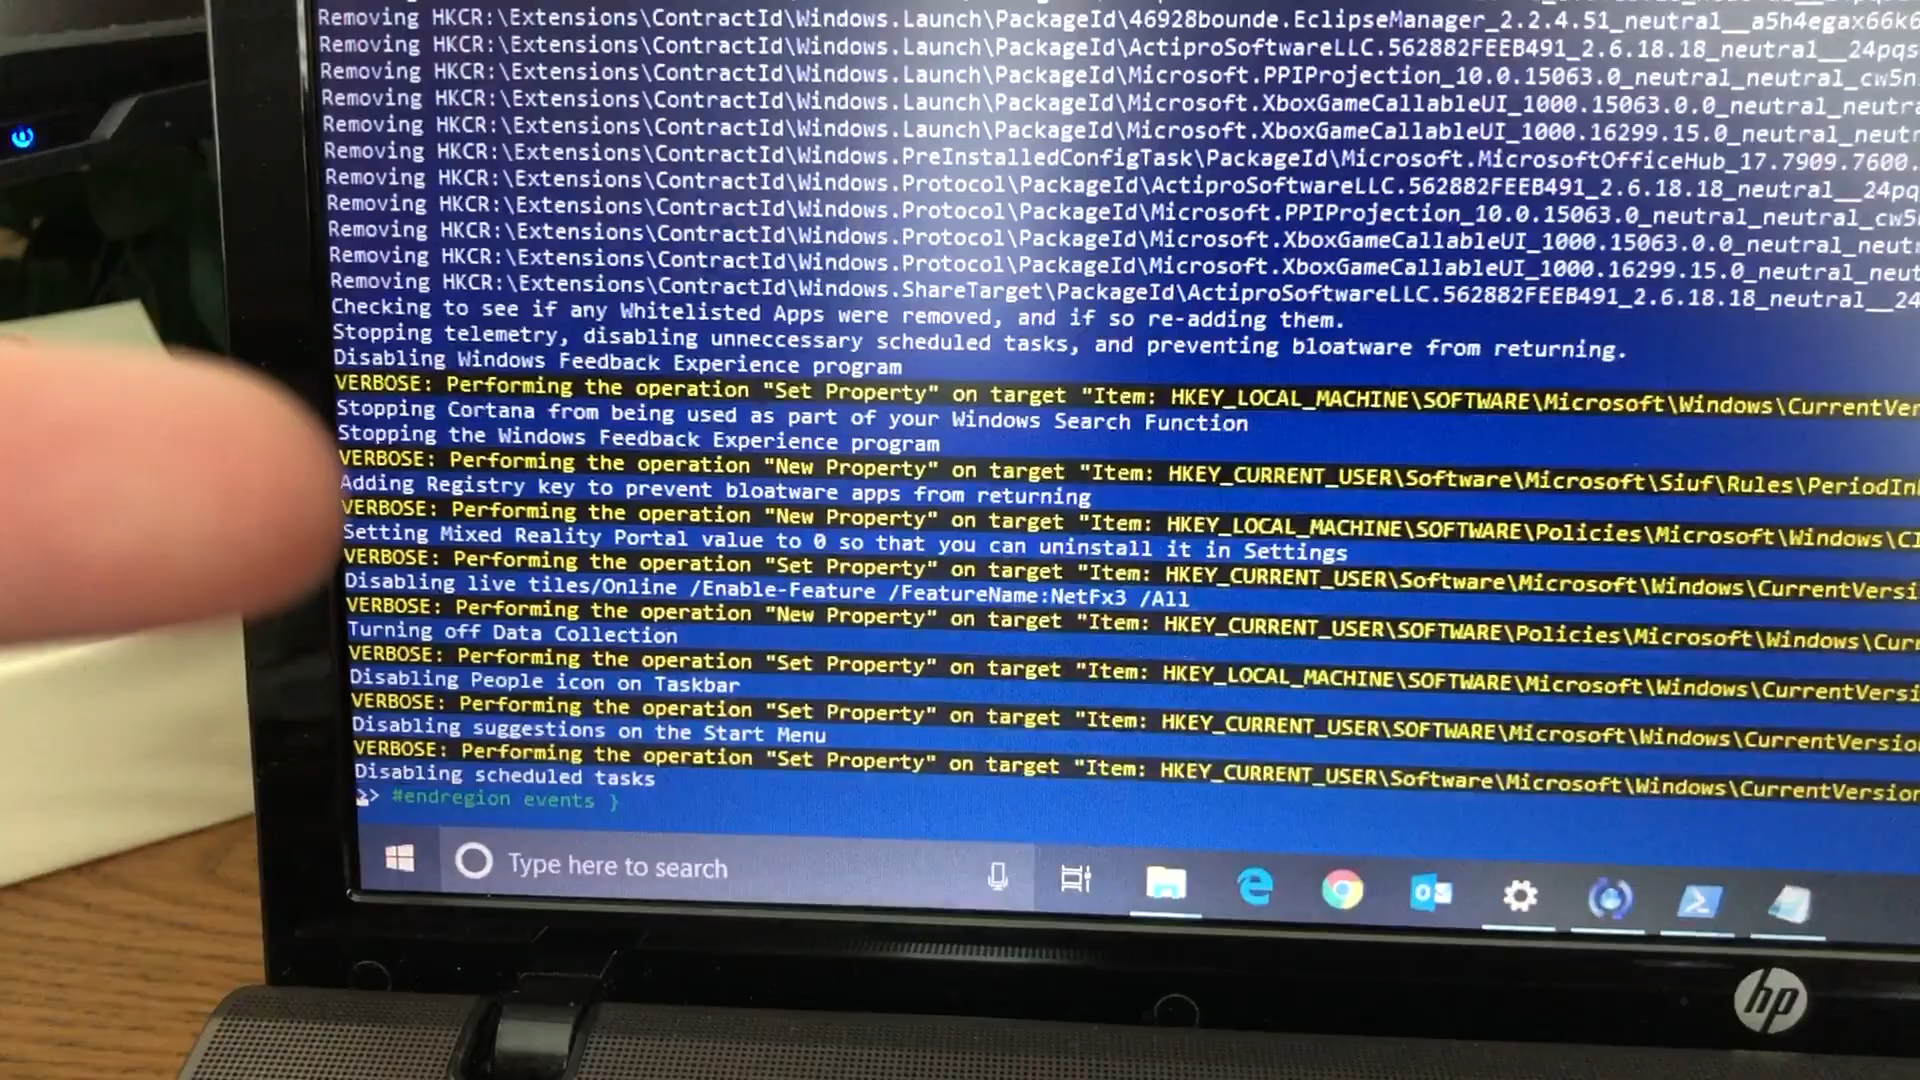 Removing HKCR:\Extensions\ContractId\Windows.Launch\PackageId\46928bounde.EclipseManager_2.2.4.51_neutral__a5h4egax66k6
Removing HKCR:\Extensions\ContractId\Windows.Launch\PackageId\ActiproSoftwareLLC.562882FEEB491_2.6.18.18_neutral__24pqs
Removing HKCR:\Extensions\ContractId\Windows.Launch\PackageId\Microsoft.PPIProjection_10.0.15063.0_neutral_neutral_cw5n
Removing HKCR:\Extensions\ContractId\Windows.Launch\PackageId\Microsoft.XboxGameCallableUI_1000.15063.0.0_neutral_neutra
Removing HKCR:\Extensions\ContractId\Windows.Launch\PackageId\Microsoft.XboxGameCallableUI_1000.16299.15.0_neutral_neutr
Removing HKCR:\Extensions\ContractId\Windows.PreInstalledConfigTask\PackageId\Microsoft.MicrosoftOfficeHub_17.7909.7600.
Removing HKCR:\Extensions\ContractId\Windows.Protocol\PackageId\ActiproSoftwareLLC.562882FEEB491_2.6.18.18_neutral__24pq
Removing HKCR:\Extensions\ContractId\Windows.Protocol\PackageId\Microsoft.PPIProjection_10.0.15063.0_neutral_neutral_cw5
Removing HKCR:\Extensions\ContractId\Windows.Protocol\PackageId\Microsoft.XboxGameCallableUI_1000.15063.0.0_neutral_neut
Removing HKCR:\Extensions\ContractId\Windows.Protocol\PackageId\Microsoft.XboxGameCallableUI_1000.16299.15.0_neutral_neu
Removing HKCR:\Extensions\ContractId\Windows.ShareTarget\PackageId\ActiproSoftwareLLC.562882FEEB491_2.6.18.18_neutral__24
Checking to see if any Whitelisted Apps were removed, and if so re-adding them.
Stopping telemetry, disabling unneccessary scheduled tasks, and preventing bloatware from returning.
Disabling Windows Feedback Experience program
VERBOSE: Performing the operation "Set Property" on target "Item: HKEY_LOCAL_MACHINE\SOFTWARE\Microsoft\Windows\CurrentVer
Stopping Cortana from being used as part of your Windows Search Function
Stopping the Windows Feedback Experience program
VERBOSE: Performing the operation "New Property" on target "Item: HKEY_CURRENT_USER\Software\Microsoft\Siuf\Rules\PeriodIn
Adding Registry key to prevent bloatware apps from returning
VERBOSE: Performing the operation "New Property" on target "Item: HKEY_LOCAL_MACHINE\SOFTWARE\Policies\Microsoft\Windows\Cl
Setting Mixed Reality Portal value to 0 so that you can uninstall it in Settings
VERBOSE: Performing the operation "Set Property" on target "Item: HKEY_CURRENT_USER\Software\Microsoft\Windows\CurrentVersi
Disabling live tiles/Online /Enable-Feature /FeatureName:NetFx3 /All
VERBOSE: Performing the operation "New Property" on target "Item: HKEY_CURRENT_USER\SOFTWARE\Policies\Microsoft\Windows\Cur
Turning off Data Collection
VERBOSE: Performing the operation "Set Property" on target "Item: HKEY_LOCAL_MACHINE\SOFTWARE\Microsoft\Windows\CurrentVersi
Disabling People icon on Taskbar
VERBOSE: Performing the operation "Set Property" on target "Item: HKEY_CURRENT_USER\SOFTWARE\Microsoft\Windows\CurrentVersio
Disabling suggestions on the Start Menu
VERBOSE: Performing the operation "Set Property" on target "Item: HKEY_CURRENT_USER\Software\Microsoft\Windows\CurrentVersion
Disabling scheduled tasks
>> #endregion events }
Type here to search
hp